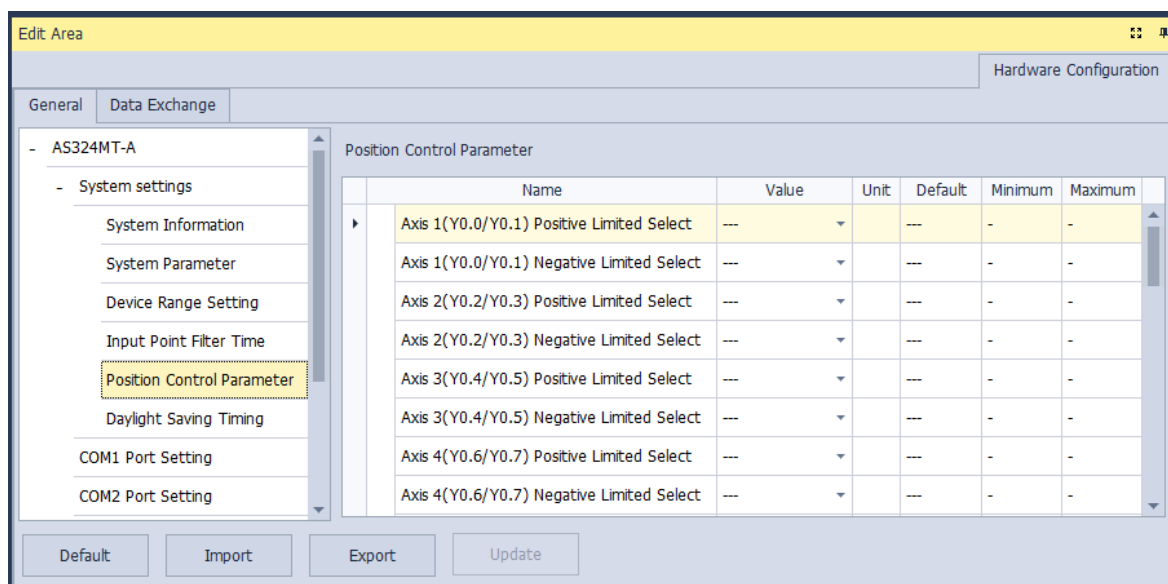 Edit Area
Hardware Configuration
General Data Exchange
- AS324MT-A
- System settings
System Information
System Parameter
Device Range Setting
Input Point Filter Time
Position Control Parameter
Daylight Saving Timing
COM1 Port Setting
COM2 Port Setting
Position Control Parameter
Name Value Unit Default Minimum Maximum
Axis 1(Y0.0/Y0.1) Positive Limited Select --- --- - -
Axis 1(Y0.0/Y0.1) Negative Limited Select --- --- - -
Axis 2(Y0.2/Y0.3) Positive Limited Select --- --- - -
Axis 2(Y0.2/Y0.3) Negative Limited Select --- --- - -
Axis 3(Y0.4/Y0.5) Positive Limited Select --- --- - -
Axis 3(Y0.4/Y0.5) Negative Limited Select --- --- - -
Axis 4(Y0.6/Y0.7) Positive Limited Select --- --- - -
Axis 4(Y0.6/Y0.7) Negative Limited Select --- --- - -
Default Import Export Update